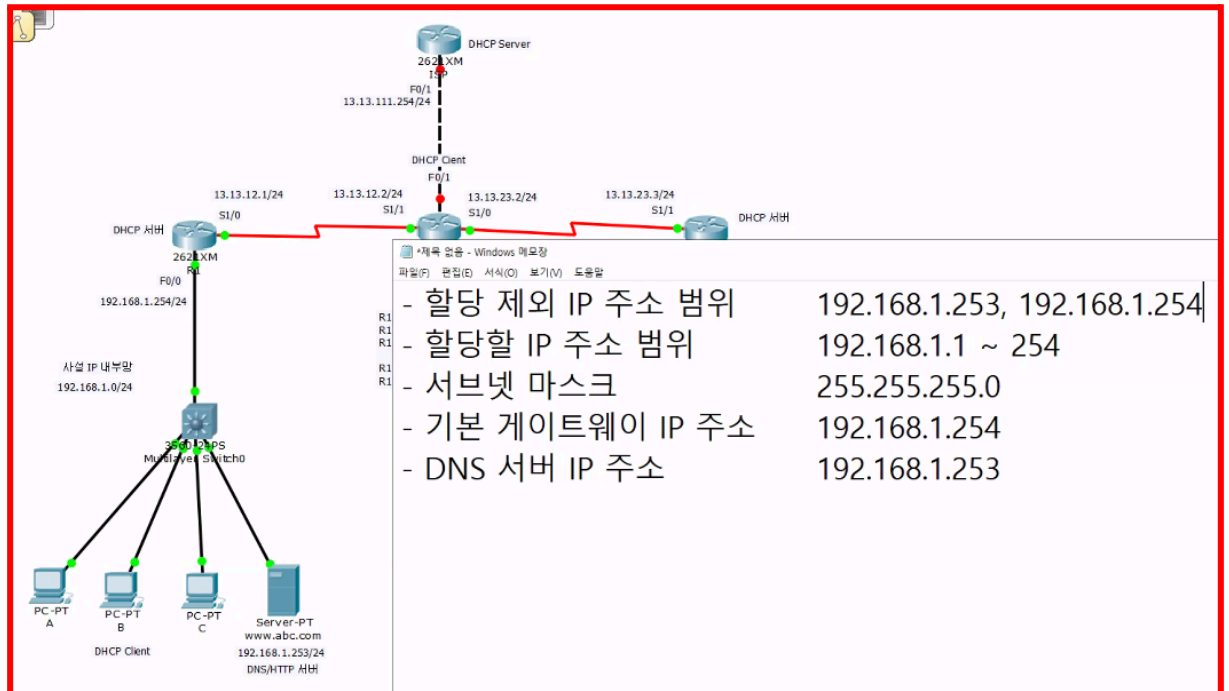 DHCP Server
2621XM
ISP
F0/1
13.13.111.254/24
DHCP Client
F0/1
13.13.12.1/24
S1/0
13.13.12.2/24
S1/1
13.13.23.2/24
S1/0
13.13.23.3/24
S1/1
DHCP 서버
DHCP 서버
2621XM
R1
F0/0
192.168.1.254/24
사설 IP 내부망
192.168.1.0/24
3560-24PS
Multilayer Switch0
PC-PT
A
PC-PT
B
PC-PT
C
Server-PT
www.abc.com
DHCP Client
192.168.1.253/24
DNS/HTTP 서버
R1
R1
R1
R1
R1
*제목 없음 - Windows 메모장
파일(F) 편집(E) 서식(O) 보기(V) 도움말
- 할당 제외 IP 주소 범위 192.168.1.253, 192.168.1.254
- 할당할 IP 주소 범위 192.168.1.1 ~ 254
- 서브넷 마스크 255.255.255.0
- 기본 게이트웨이 IP 주소 192.168.1.254
- DNS 서버 IP 주소 192.168.1.253